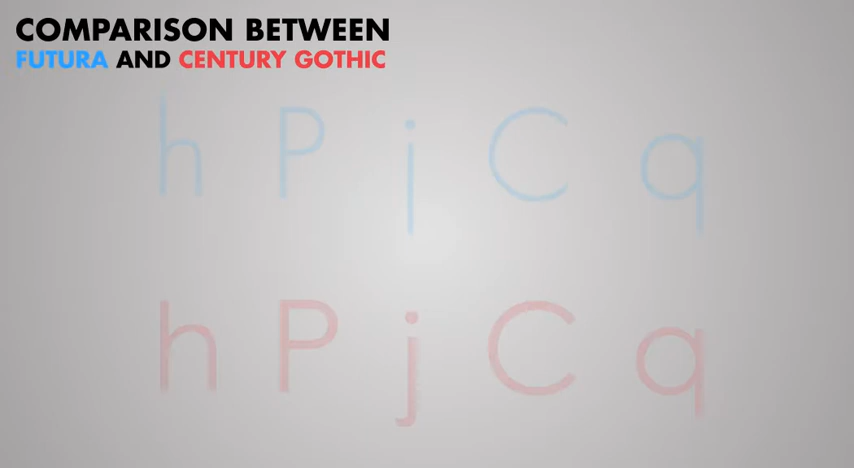 COMPARISON BETWEEN
FUTURA AND CENTURY GOTHIC
h P j C q
h P j C q